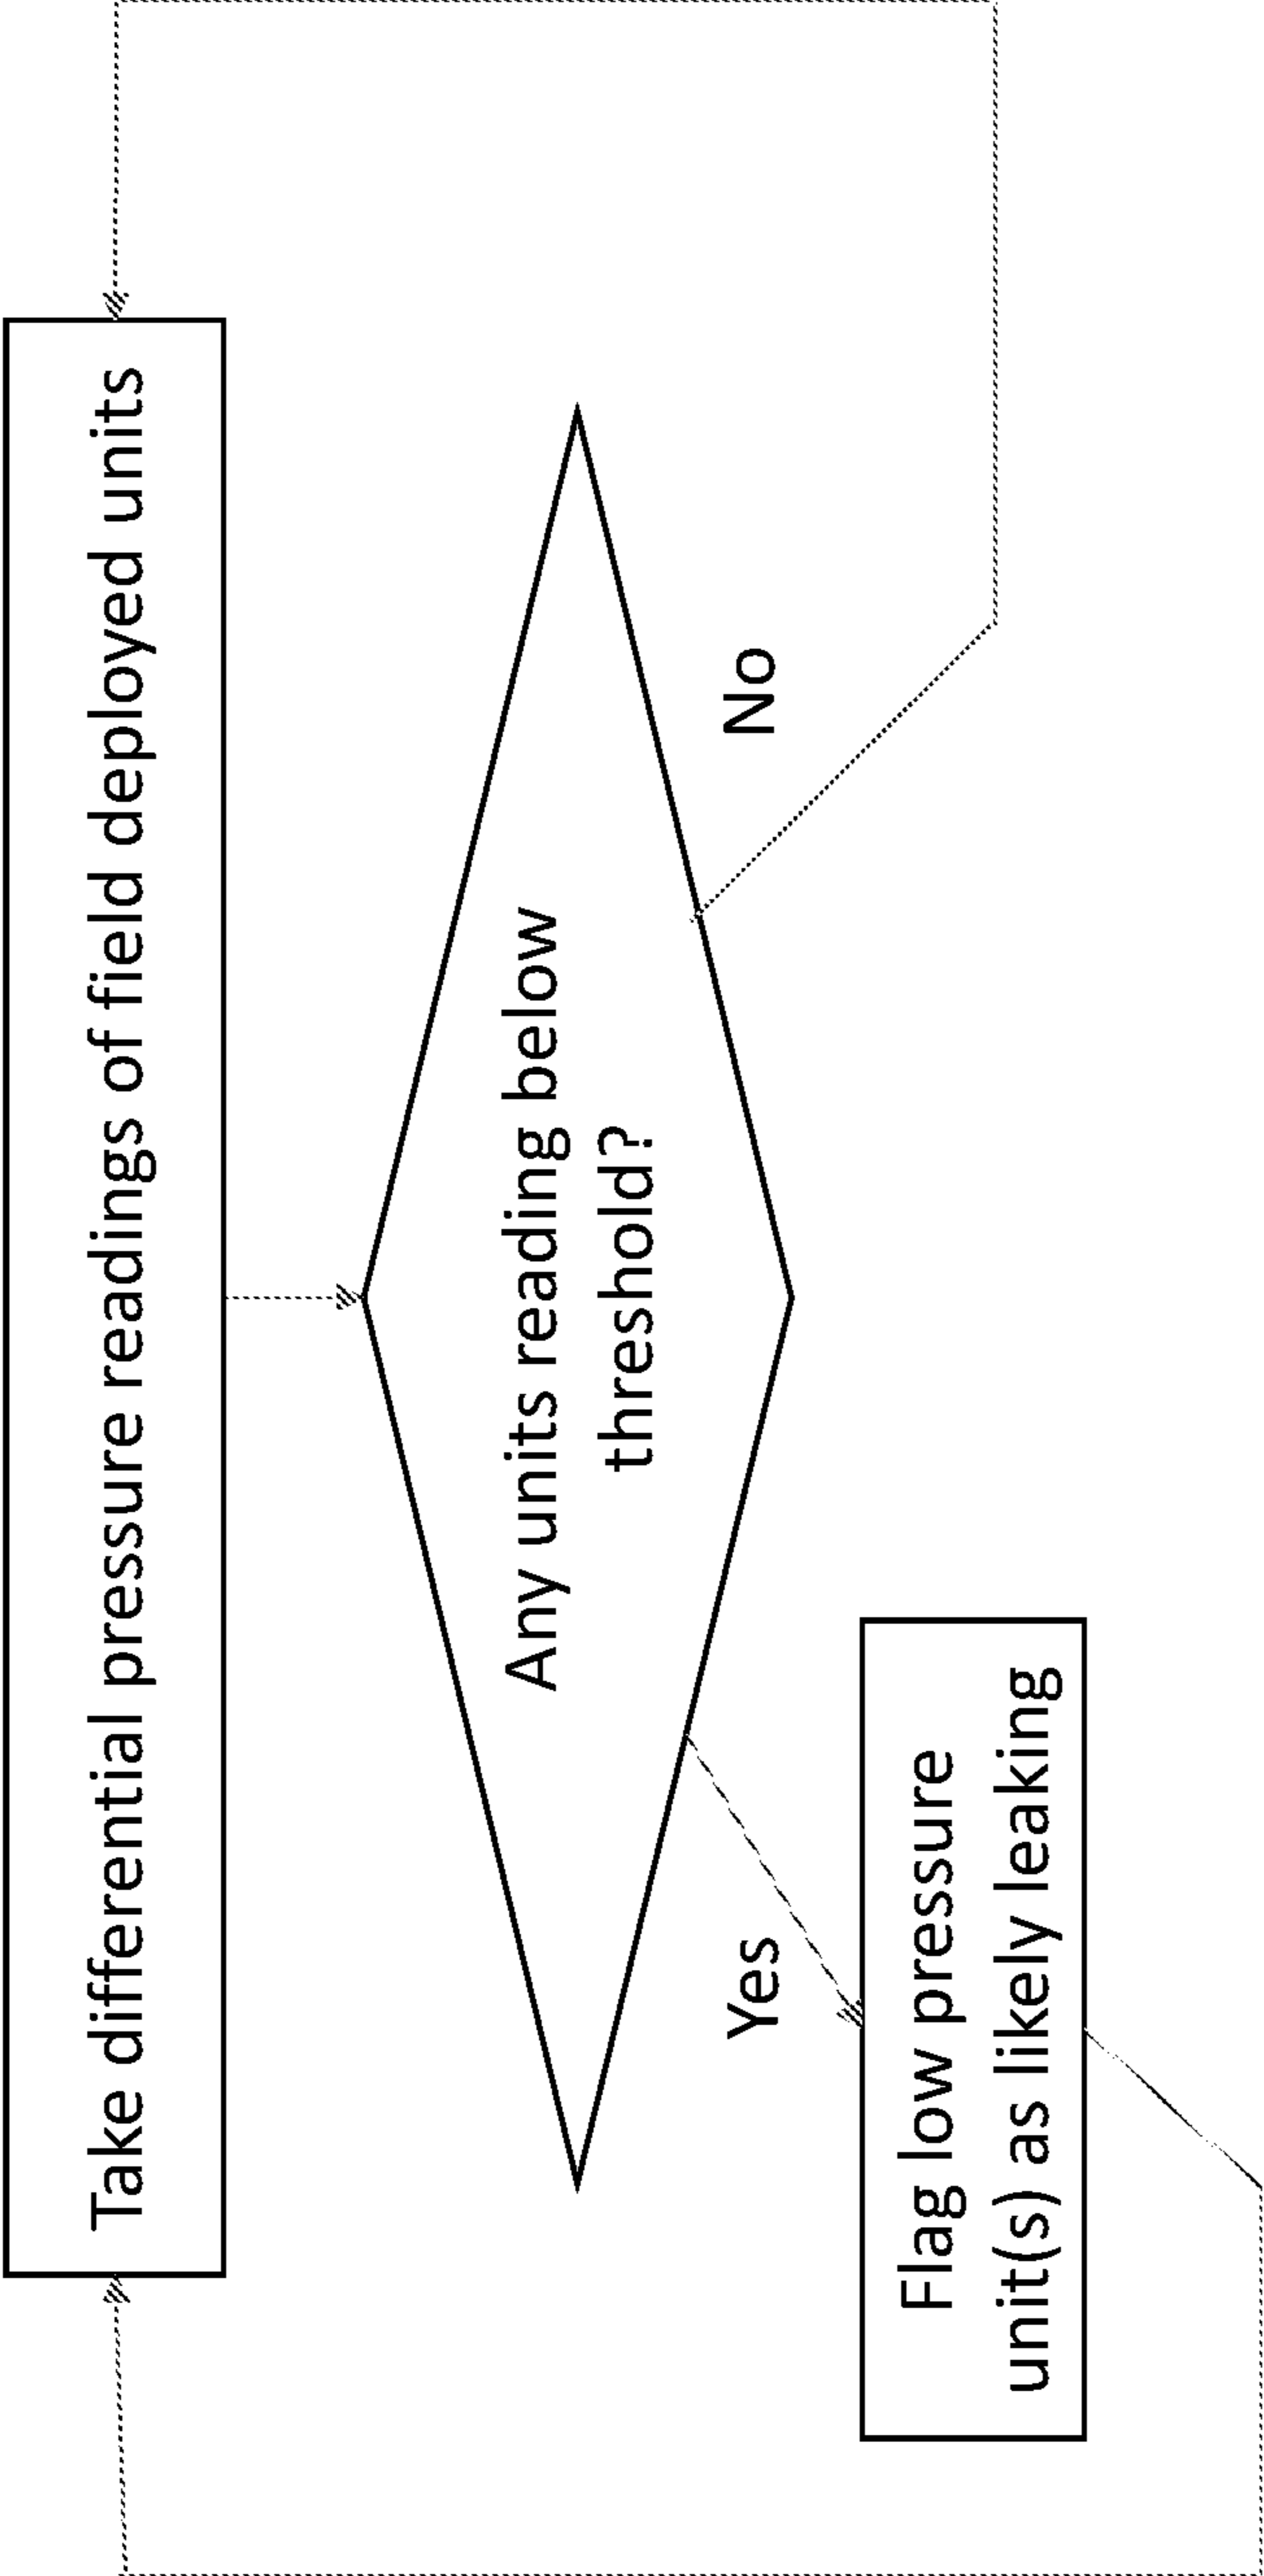 Take differential pressure readings of field deployed units
Any units reading below
threshold?
Yes
No
Flag low pressure
unit(s) as likely leaking